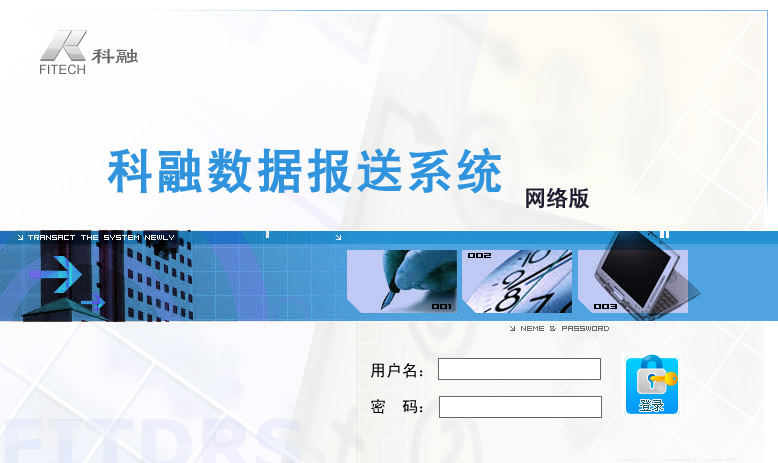 科融
FITECH
科融数据报送系统
网络版
TRANSACT THE SYSTEM NEWLY
001
002
003
NEME & PASSWORD
用户名：
密 码：
登录
FITDRS